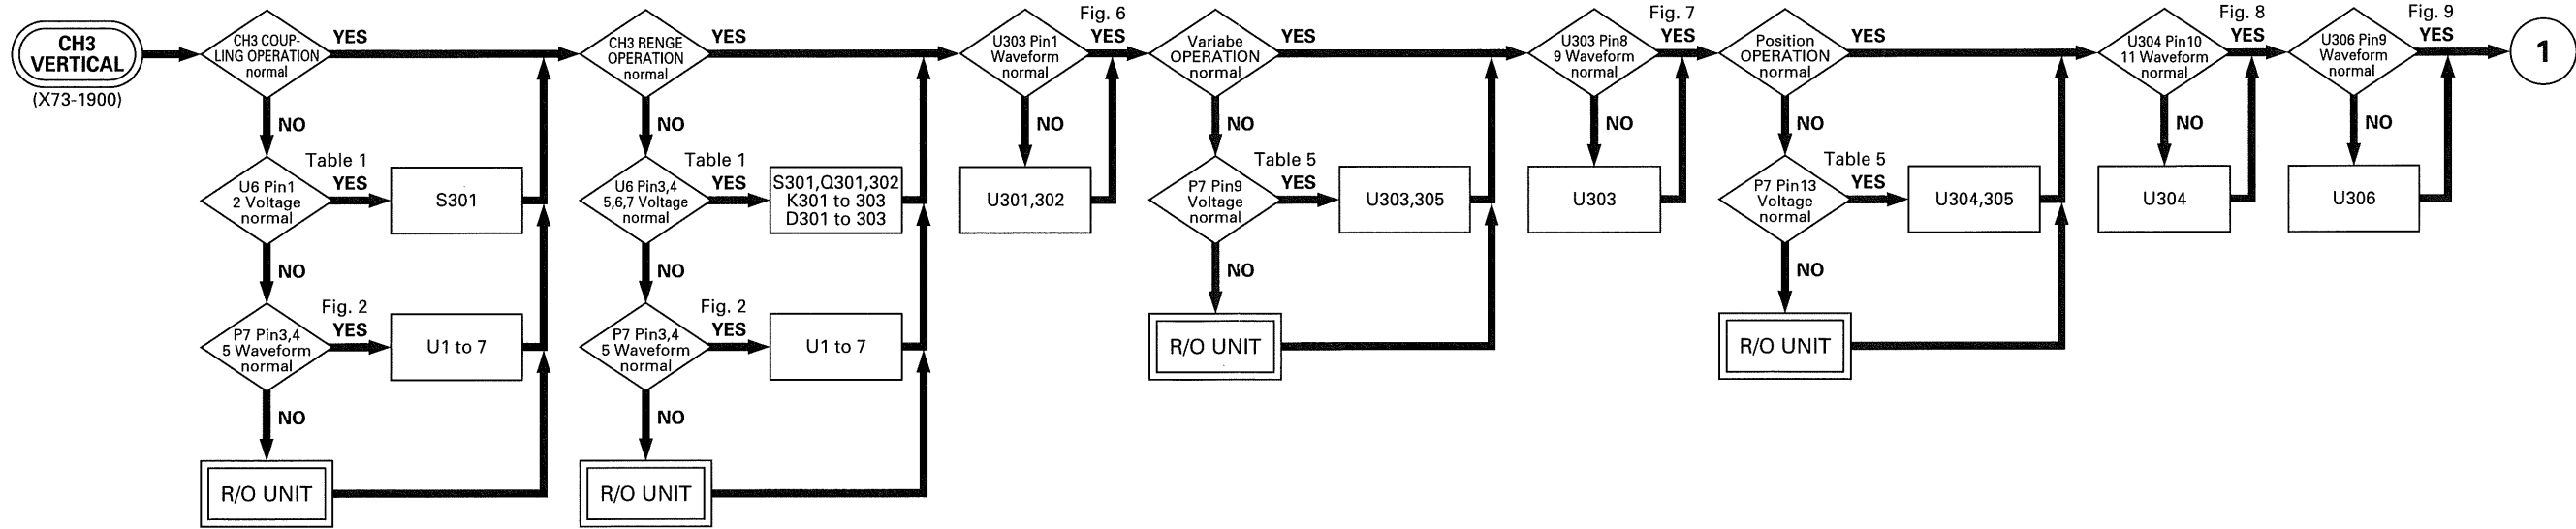 CH3
VERTICAL
(X73-1900)
CH3 COUP-
LING OPERATION
normal
YES
NO
U6 Pin1
2 Voltage
normal
Table 1
YES
S301
NO
P7 Pin3,4
5 Waveform
normal
Fig. 2
YES
U1 to 7
NO
R/O UNIT
CH3 RENGE
OPERATION
normal
YES
NO
U6 Pin3,4
5,6,7 Voltage
normal
Table 1
YES
S301,Q301,302
K301 to 303
D301 to 303
NO
P7 Pin3,4
5 Waveform
normal
Fig. 2
YES
U1 to 7
NO
R/O UNIT
U303 Pin1
Waveform
normal
Fig. 6
YES
NO
U301,302
Variabe
OPERATION
normal
YES
NO
P7 Pin9
Voltage
normal
Table 5
YES
U303,305
NO
R/O UNIT
U303 Pin8
9 Waveform
normal
Fig. 7
YES
NO
U303
Position
OPERATION
normal
YES
NO
P7 Pin13
Voltage
normal
Table 5
YES
U304,305
NO
R/O UNIT
U304 Pin10
11 Waveform
normal
Fig. 8
YES
NO
U304
U306 Pin9
Waveform
normal
Fig. 9
YES
NO
U306
1